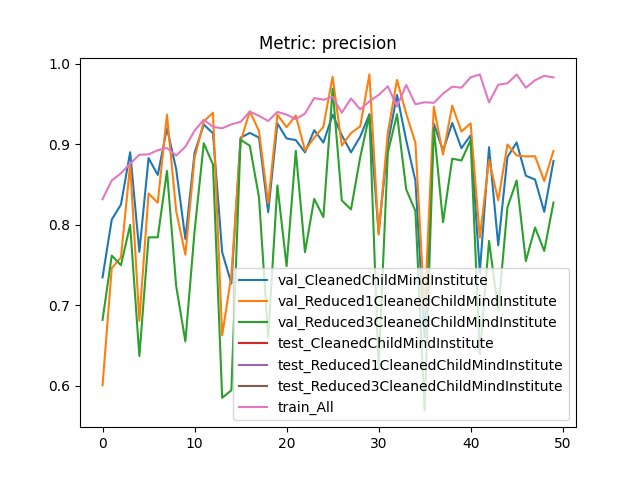 Metric: precision
1.0
0.9
0.8
0.7
0.6
val_CleanedChildMindInstitute
val_Reduced1CleanedChildMindInstitute
val_Reduced3CleanedChildMindInstitute
test_CleanedChildMindInstitute
test_Reduced1CleanedChildMindInstitute
test_Reduced3CleanedChildMindInstitute
train_All
0 10 20 30 40 50